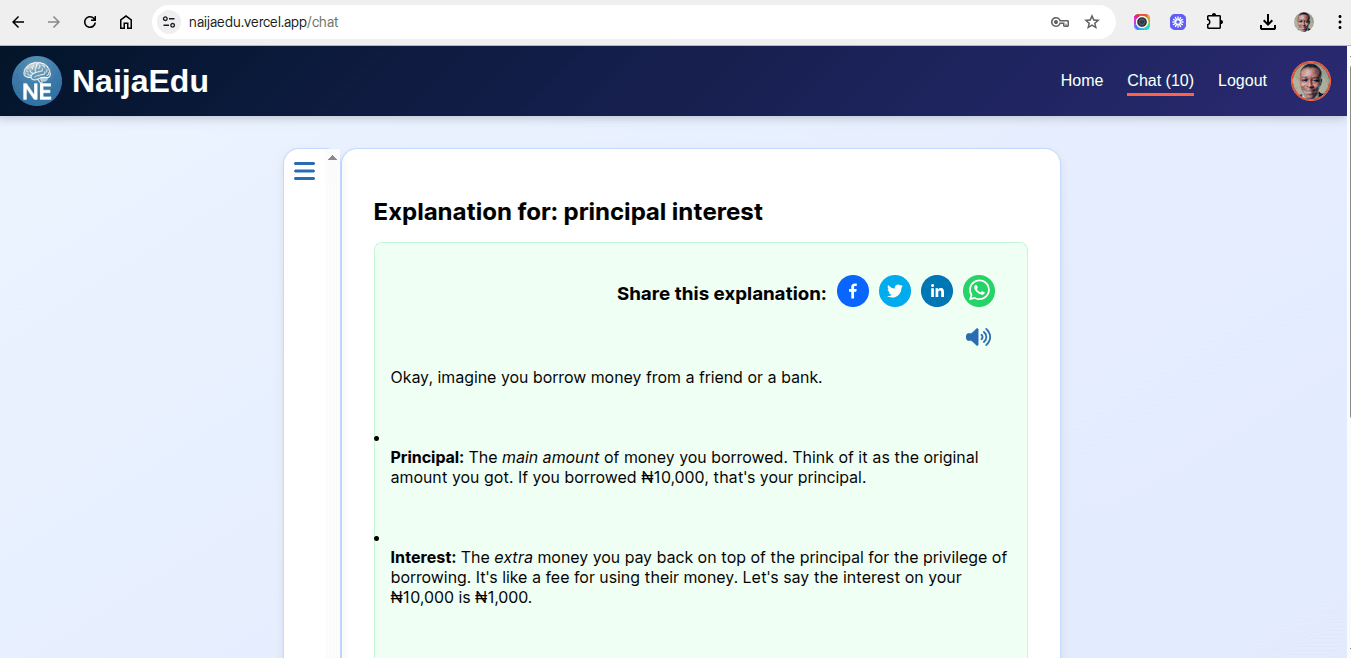 naijaedu.vercel.app/chat
NE
NaijaEdu
Home
Chat (10)
Logout
Explanation for: principal interest
Share this explanation:
Okay, imagine you borrow money from a friend or a bank.
Principal: The main amount of money you borrowed. Think of it as the original
amount you got. If you borrowed ₦10,000, that's your principal.
Interest: The extra money you pay back on top of the principal for the privilege of
borrowing. It's like a fee for using their money. Let's say the interest on your
₦10,000 is ₦1,000.